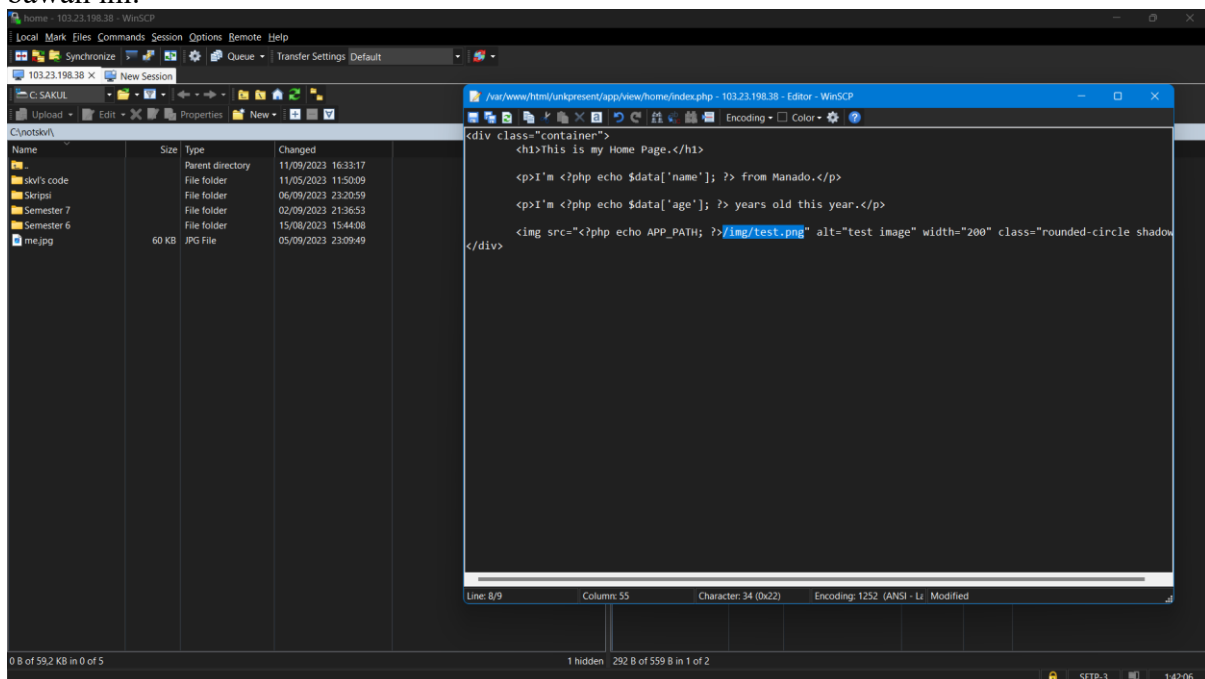 bawah ini:
home - 103.23.198.38 - WinSCP
Local Mark Files Commands Session Options Remote Help
Synchronize Queue Transfer Settings Default
103.23.198.38 × New Session
C: SAKUL
Upload Edit Properties New
C:\notskvl\
Name Size Type Changed
.. Parent directory 11/09/2023 16:33:17
skvl's code File folder 11/05/2023 11:50:09
Skripsi File folder 06/09/2023 23:20:59
Semester 7 File folder 02/09/2023 21:36:53
Semester 6 File folder 15/08/2023 15:44:08
me.jpg 60 KB JPG File 05/09/2023 23:09:49
/var/www/html/unkpresent/app/view/home/index.php - 103.23.198.38 - Editor - WinSCP
Encoding Color
<div class="container">
<h1>This is my Home Page.</h1>
<p>I'm <?php echo $data['name']; ?> from Manado.</p>
<p>I'm <?php echo $data['age']; ?> years old this year.</p>
<img src="<?php echo APP_PATH; ?>/img/test.png" alt="test image" width="200" class="rounded-circle shadow
</div>
Line: 8/9 Column: 55 Character: 34 (0x22) Encoding: 1252 (ANSI - La Modified
0 B of 59,2 KB in 0 of 5 1 hidden 292 B of 559 B in 1 of 2
SFTP-3 1:42:06